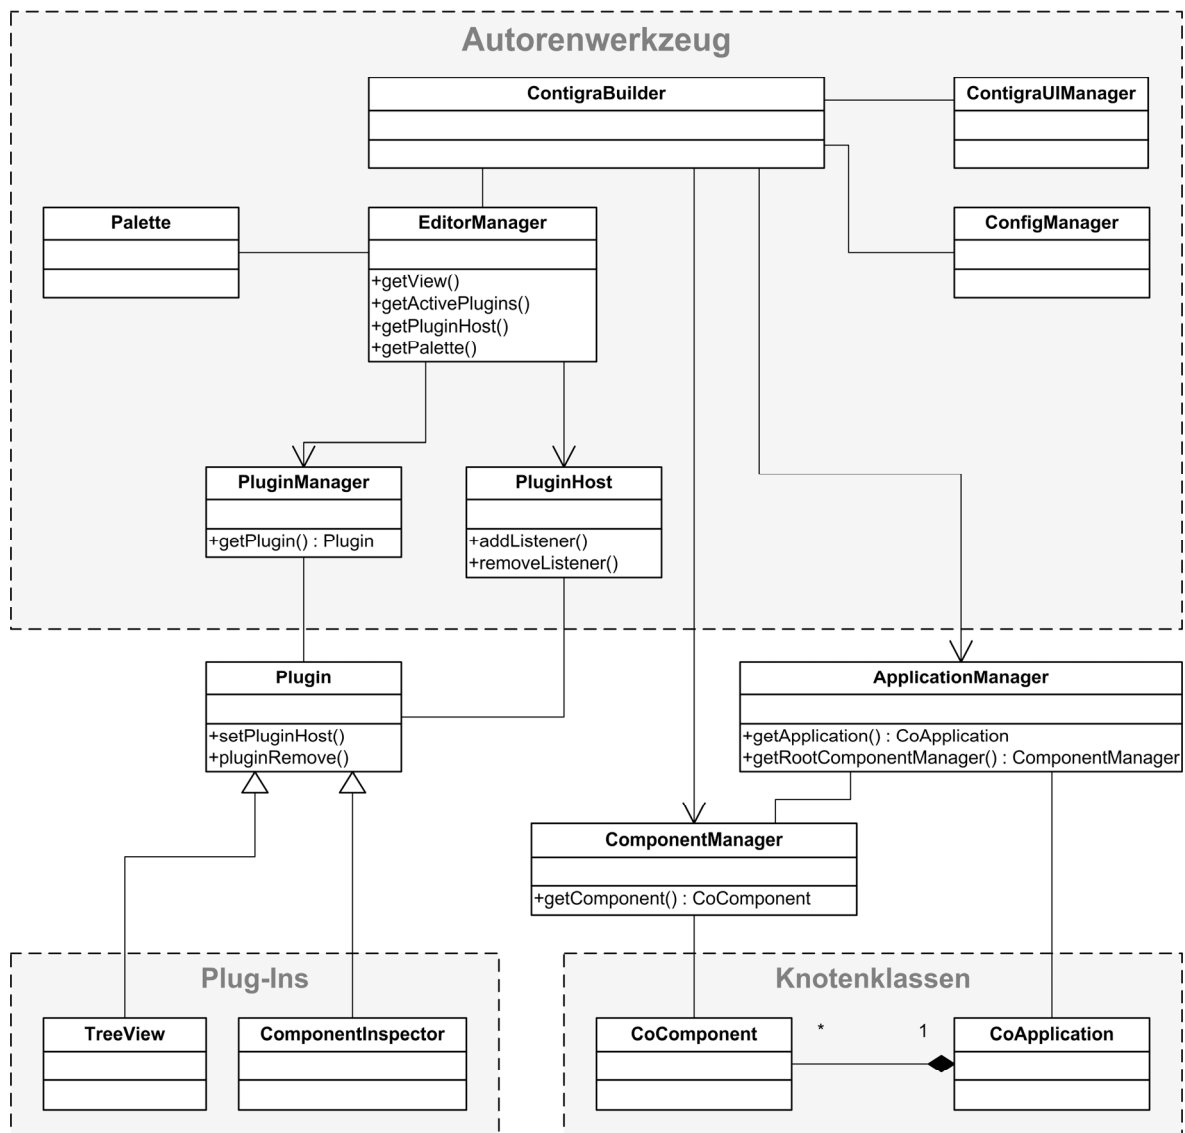 Autorenwerkzeug
ContigraBuilder
ContigraUIManager
Palette
EditorManager
+getView()
+getActivePlugins()
+getPluginHost()
+getPalette()
ConfigManager
PluginManager
+getPlugin() : Plugin
PluginHost
+addListener()
+removeListener()
Plugin
+setPluginHost()
+pluginRemove()
ApplicationManager
+getApplication() : CoApplication
+getRootComponentManager() : ComponentManager
ComponentManager
+getComponent() : CoComponent
Plug-Ins
TreeView
ComponentInspector
Knotenklassen
CoComponent
*
1
CoApplication